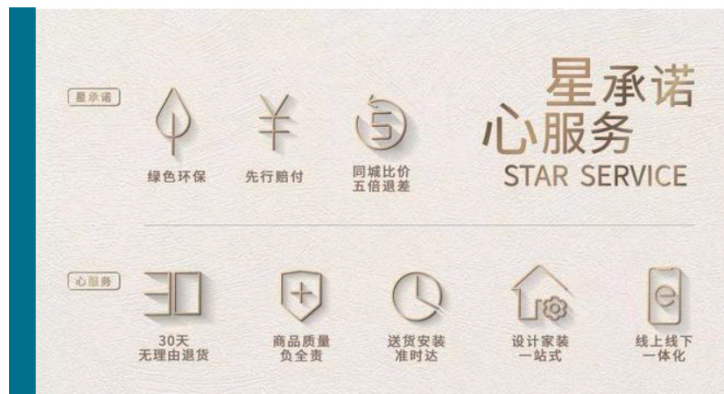 星承诺
心服务
STAR SERVICE
星承诺
绿色环保
先行赔付
5
同城比价
五倍退差
心服务
30
30天
无理由退货
商品质量
负全责
送货安装
准时达
设计家装
一站式
e
线上线下
一体化